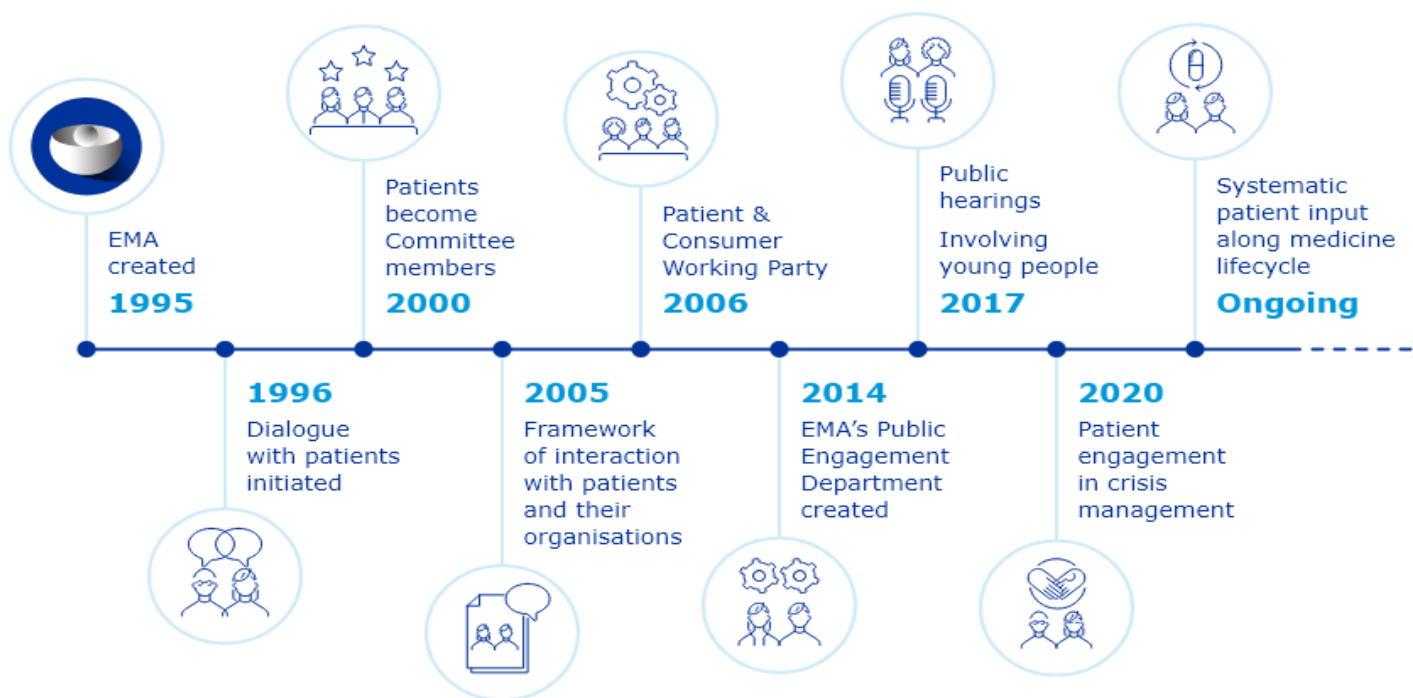 EMA
created
1995
1996
Dialogue
with patients
initiated
Patients
become
Committee
members
2000
2005
Framework
of interaction
with patients
and their
organisations
Patient &
Consumer
Working Party
2006
2014
EMA’s Public
Engagement
Department
created
Public
hearings
Involving
young people
2017
2020
Patient
engagement
in crisis
management
Systematic
patient input
along medicine
lifecycle
Ongoing